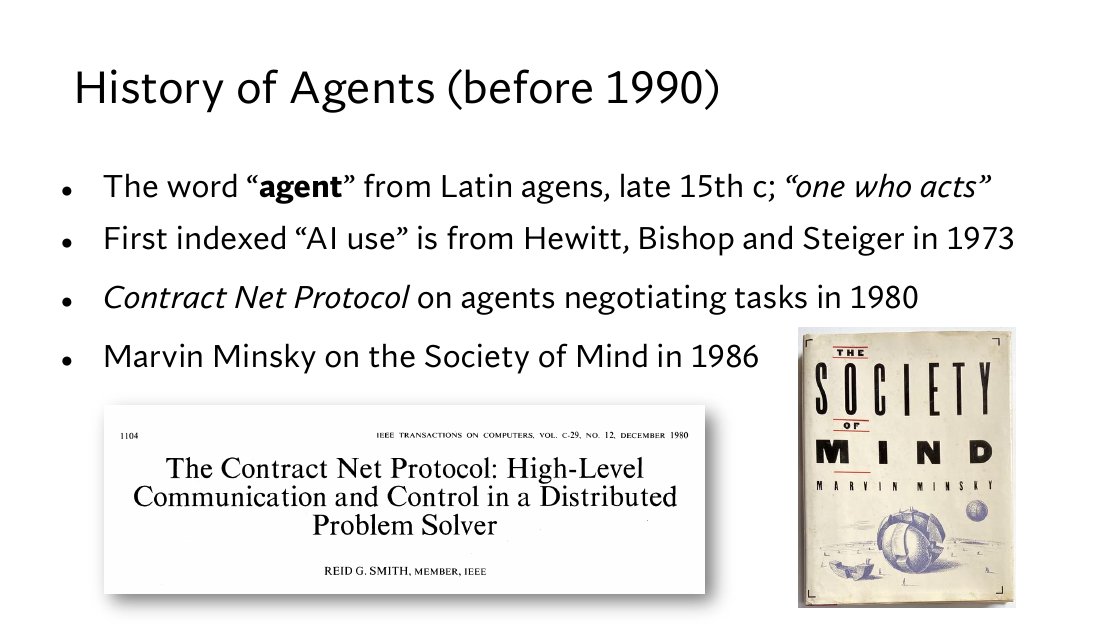 History of Agents (before 1990)
• The word “agent” from Latin agens, late 15th c; “one who acts”
• First indexed “AI use” is from Hewitt, Bishop and Steiger in 1973
• Contract Net Protocol on agents negotiating tasks in 1980
• Marvin Minsky on the Society of Mind in 1986
1104
IEEE TRANSACTIONS ON COMPUTERS, VOL. C-29, NO. 12, DECEMBER 1980
The Contract Net Protocol: High-Level
Communication and Control in a Distributed
Problem Solver
REID G. SMITH, MEMBER, IEEE
THE
SOCIETY
OF
MIND
MARVIN MINSKY